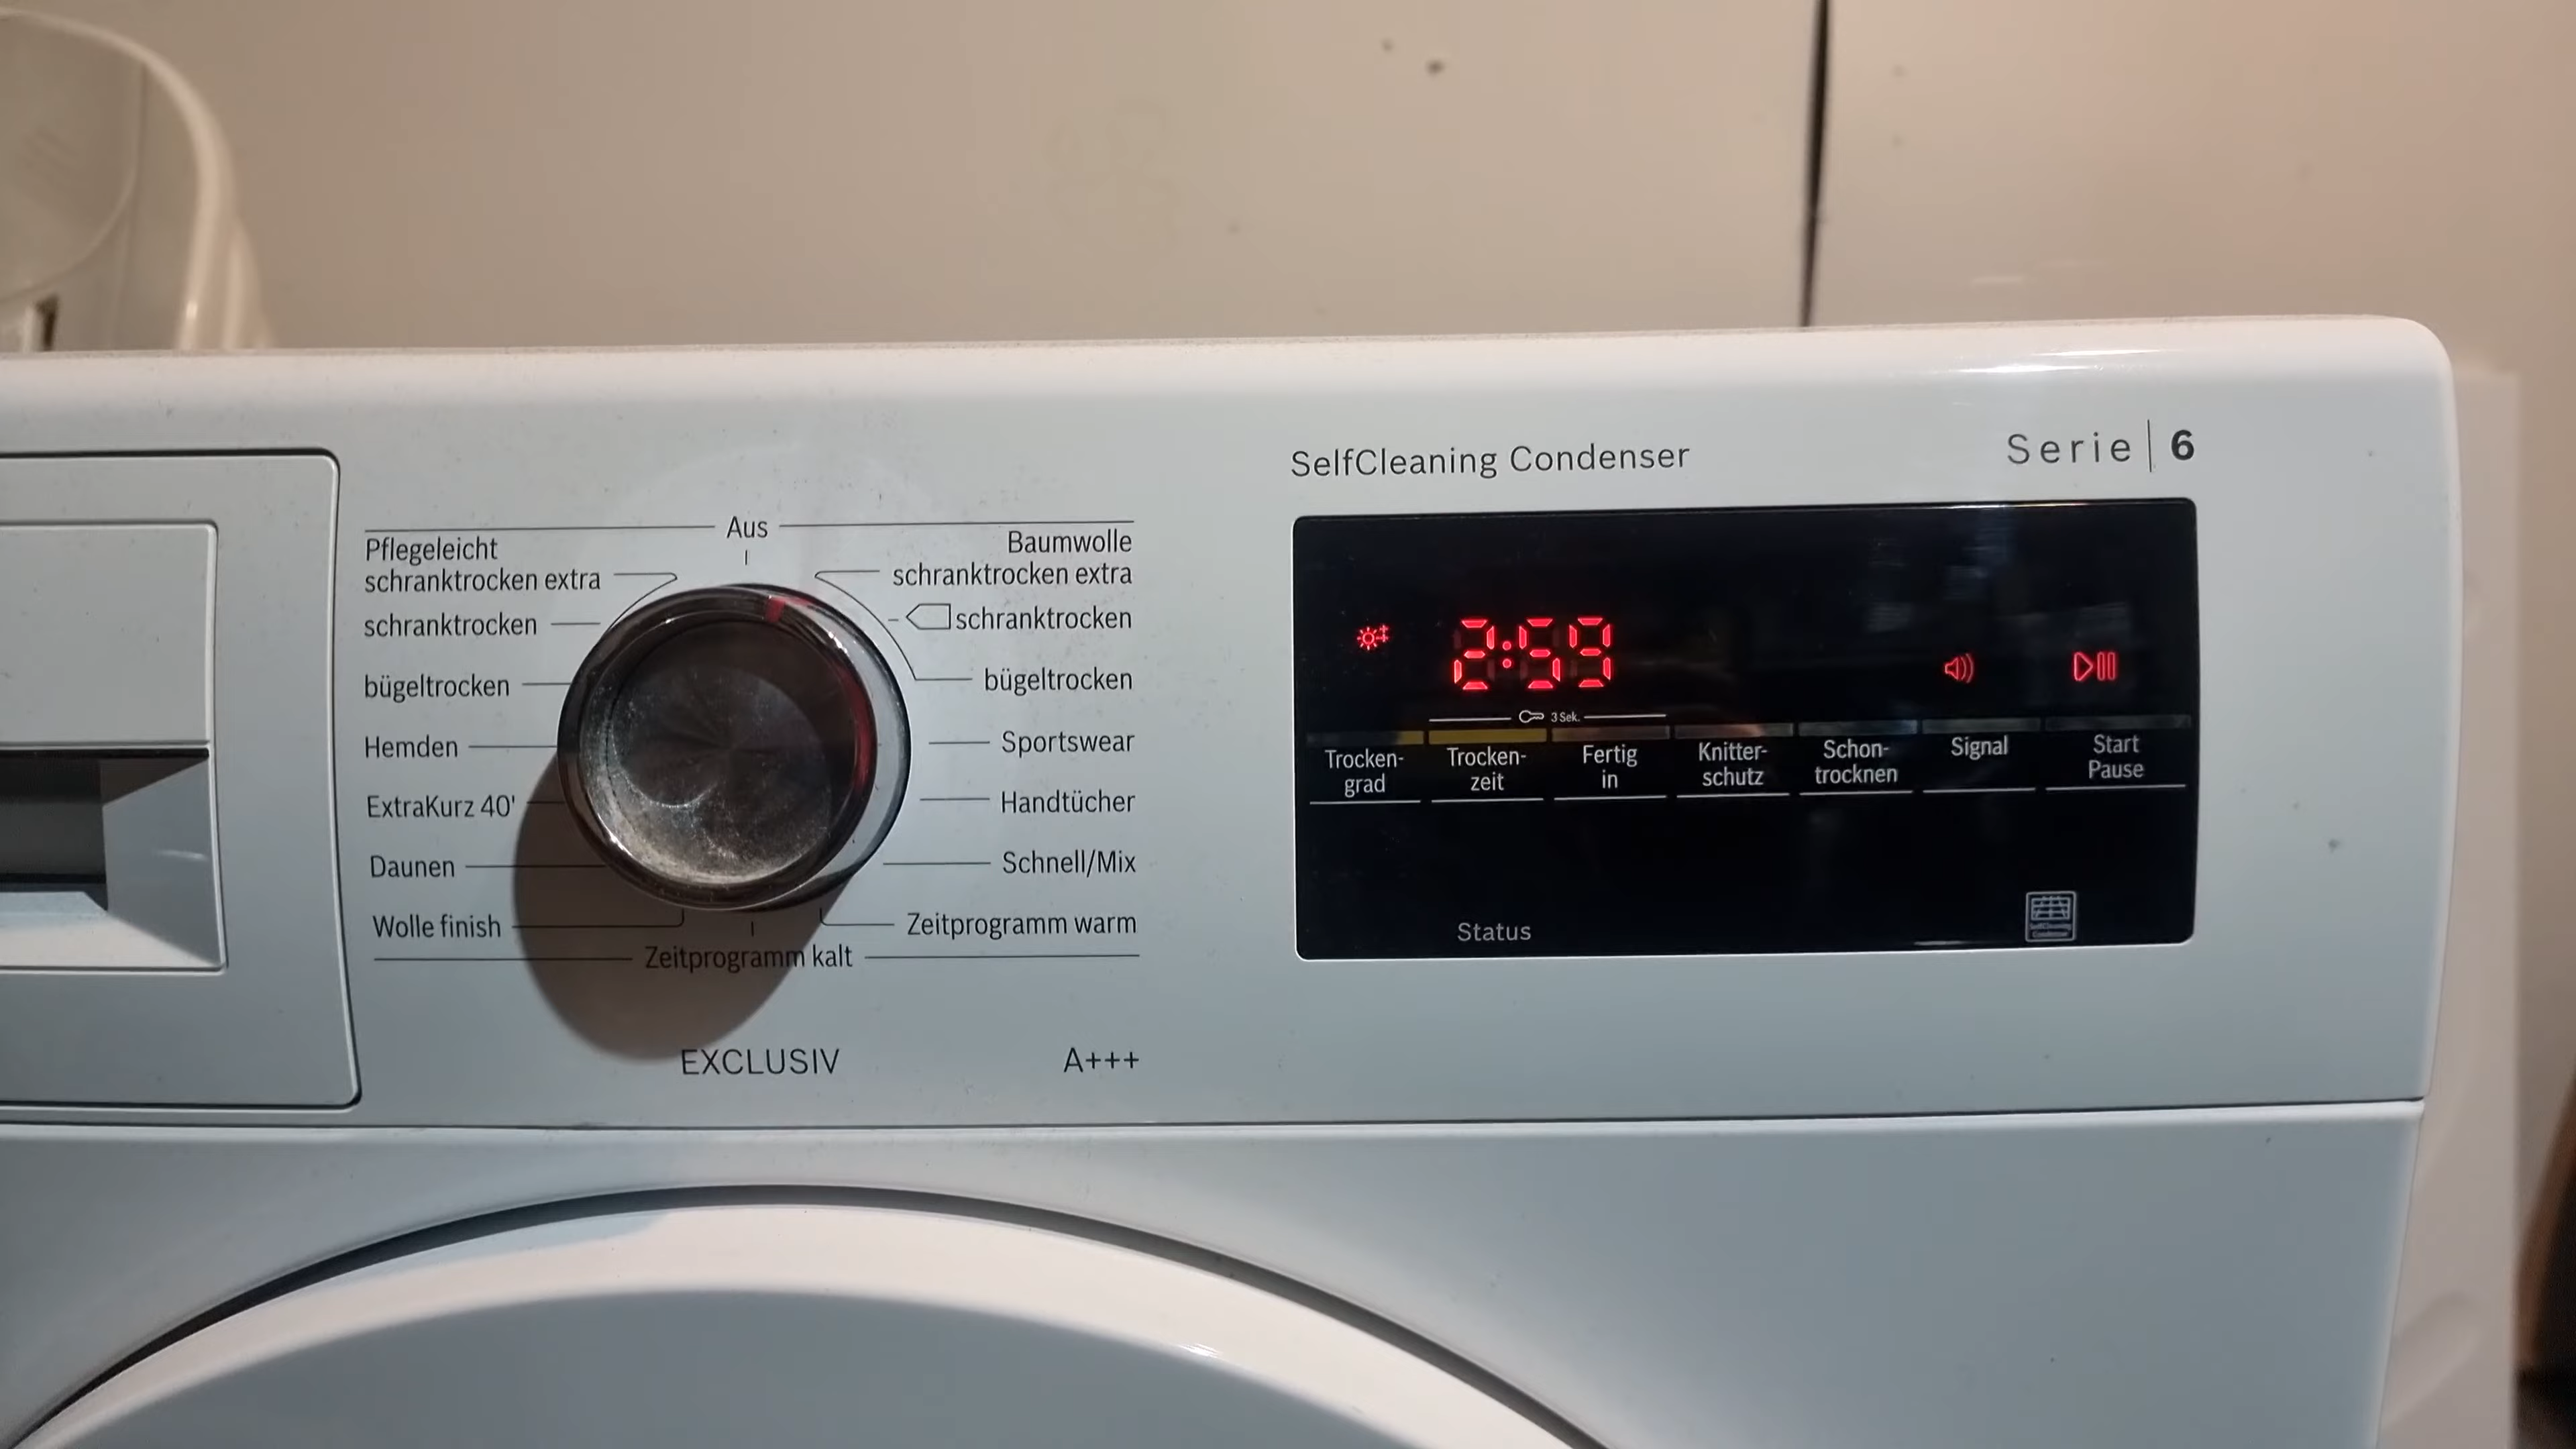 SelfCleaning Condenser
Serie | 6
Aus
Pflegeleicht
schranktrocken extra
schranktrocken
bügeltrocken
Hemden
ExtraKurz 40'
Daunen
Wolle finish
Zeitprogramm kalt
Baumwolle
schranktrocken extra
schranktrocken
bügeltrocken
Sportswear
Handtücher
Schnell/Mix
Zeitprogramm warm
EXCLUSIV
A+++
2:59
3 Sek.
Trocken-
grad
Trocken-
zeit
Fertig
in
Knitter-
schutz
Schon-
trocknen
Signal
Start
Pause
Status
SelfCleaning
Condenser